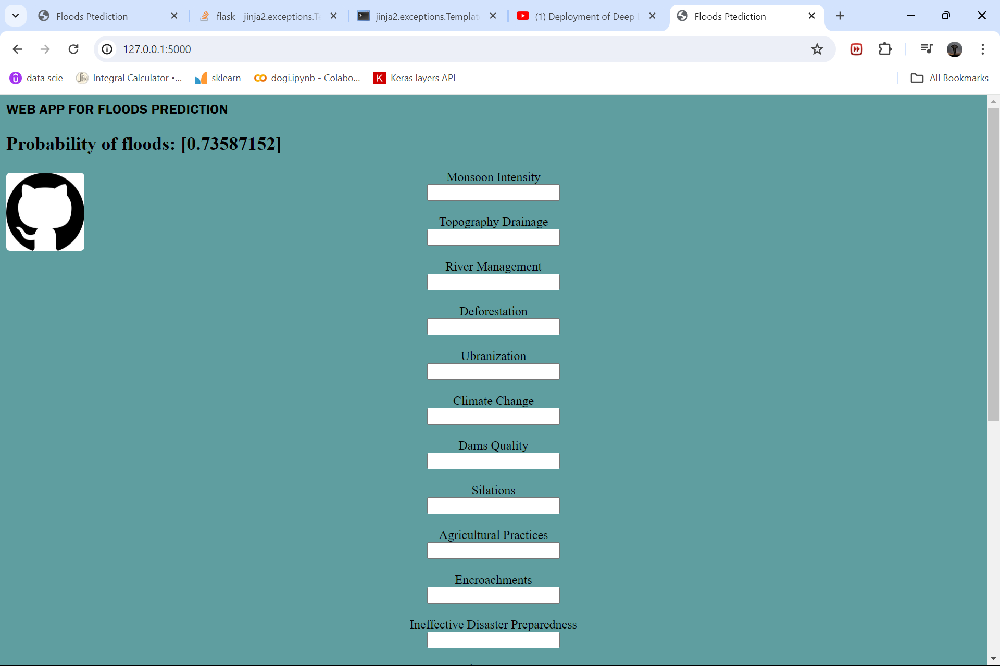 Floods Ptediction
flask - jinja2.exceptions.Te
jinja2.exceptions.Templat
(1) Deployment of Deep
Floods Ptediction
127.0.0.1:5000
data scie
Integral Calculator •...
sklearn
dogi.ipynb - Colabo...
K
Keras layers API
All Bookmarks
WEB APP FOR FLOODS PREDICTION
Probability of floods: [0.73587152]
Monsoon Intensity
Topography Drainage
River Management
Deforestation
Ubranization
Climate Change
Dams Quality
Silations
Agricultural Practices
Encroachments
Ineffective Disaster Preparedness